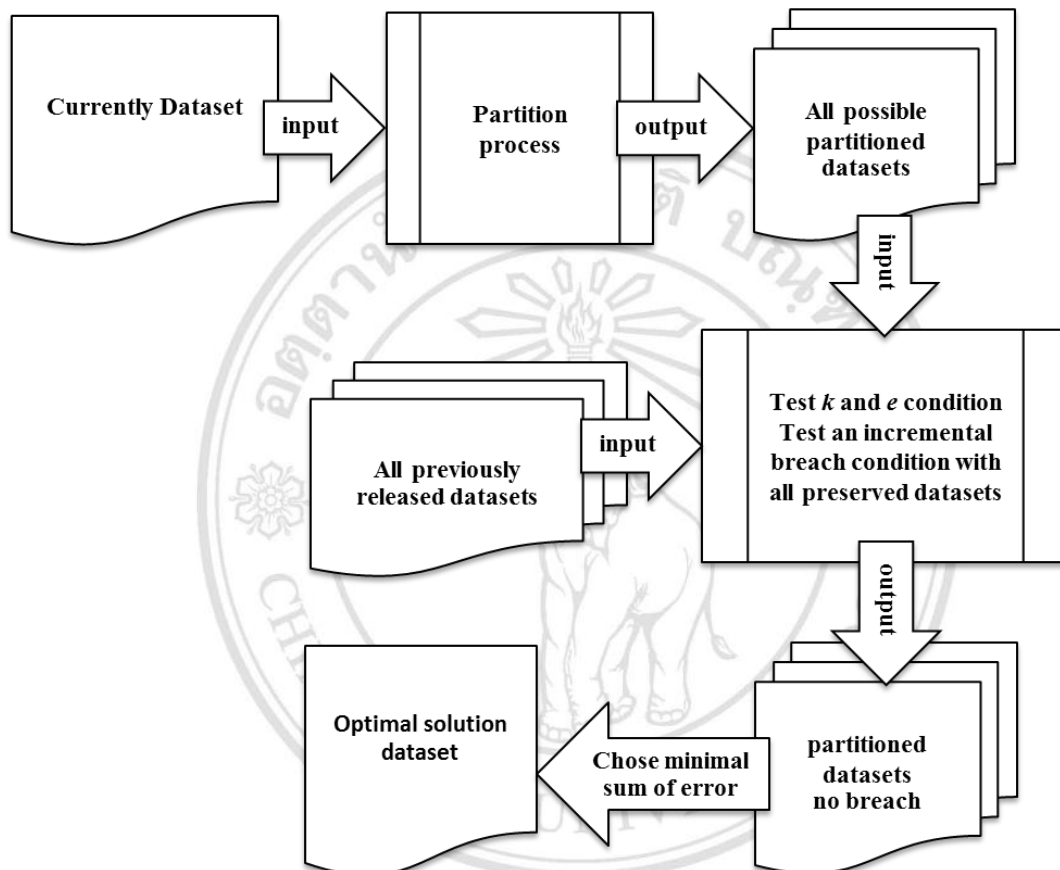 Currently Dataset
input
Partition
process
output
All possible
partitioned
datasets
input
All previously
released datasets
input
Test k and e condition
Test an incremental
breach condition with
all preserved datasets
output
partitioned
datasets
no breach
Chose minimal
sum of error
Optimal solution
dataset